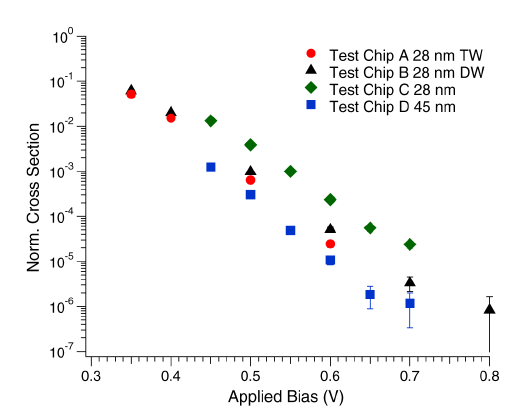 10⁰
10⁻¹
10⁻²
10⁻³
10⁻⁴
10⁻⁵
10⁻⁶
10⁻⁷
Norm. Cross Section
Test Chip A 28 nm TW
Test Chip B 28 nm DW
Test Chip C 28 nm
Test Chip D 45 nm
0.3 0.4 0.5 0.6 0.7 0.8
Applied Bias (V)